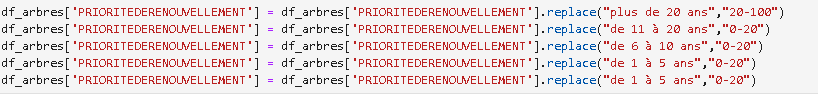 df_arbres['PRIORITEDERENOUVELLEMENT'] = df_arbres['PRIORITEDERENOUVELLEMENT'].replace("plus de 20 ans","20-100")
df_arbres['PRIORITEDERENOUVELLEMENT'] = df_arbres['PRIORITEDERENOUVELLEMENT'].replace("de 11 à 20 ans","0-20")
df_arbres['PRIORITEDERENOUVELLEMENT'] = df_arbres['PRIORITEDERENOUVELLEMENT'].replace("de 6 à 10 ans","0-20")
df_arbres['PRIORITEDERENOUVELLEMENT'] = df_arbres['PRIORITEDERENOUVELLEMENT'].replace("de 1 à 5 ans","0-20")
df_arbres['PRIORITEDERENOUVELLEMENT'] = df_arbres['PRIORITEDERENOUVELLEMENT'].replace("de 1 à 5 ans","0-20")